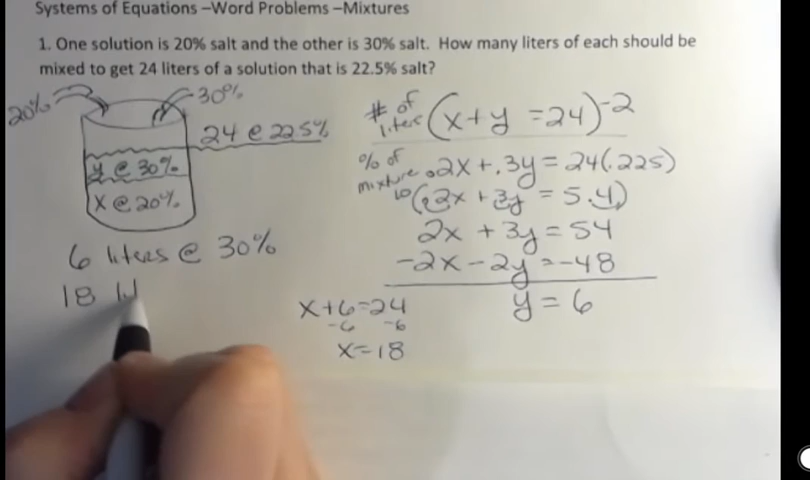 Systems of Equations –Word Problems –Mixtures
1. One solution is 20% salt and the other is 30% salt. How many liters of each should be
mixed to get 24 liters of a solution that is 22.5% salt?
20%
30%
24 @ 22.5%
y @ 30%
x @ 20%
6 liters @ 30%
18 li
# of
liters
(x+y =24)-2
% of
mixture
.2x+.3y=24(.225)
10(.2x+.3y = 5.4)
2x +3y=54
-2x-2y=-48
y=6
x+6=24
-6 -6
x=18